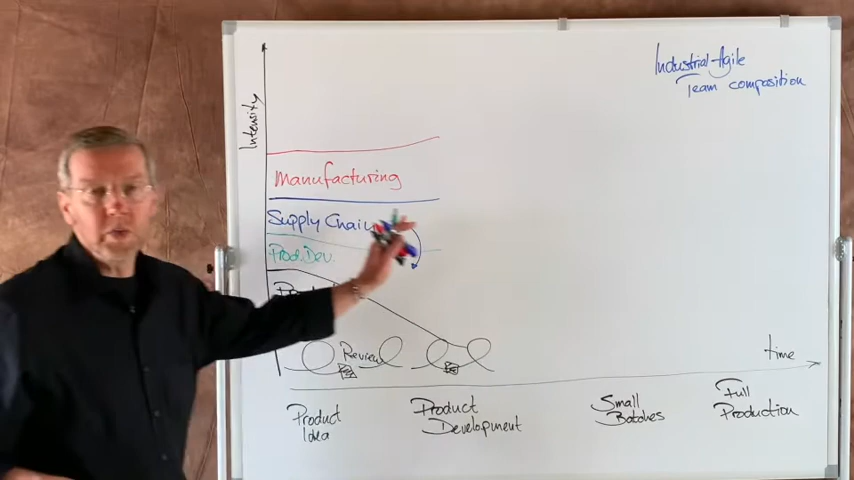 Industrial-Agile
Team composition
Intensity
Manufacturing
Supply Chain
Prod. Dev.
Review
time
Product
Idea
Product
Development
Small
Batches
Full
Production